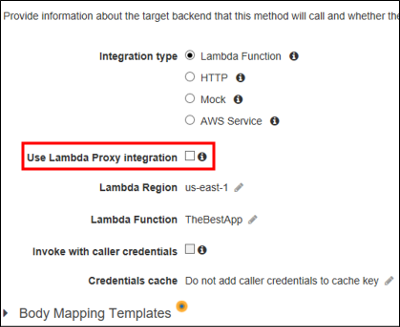 Provide information about the target backend that this method will call and whether the
Integration type Lambda Function
HTTP
Mock
AWS Service
Use Lambda Proxy integration
Lambda Region us-east-1
Lambda Function TheBestApp
Invoke with caller credentials
Credentials cache Do not add caller credentials to cache key
Body Mapping Templates